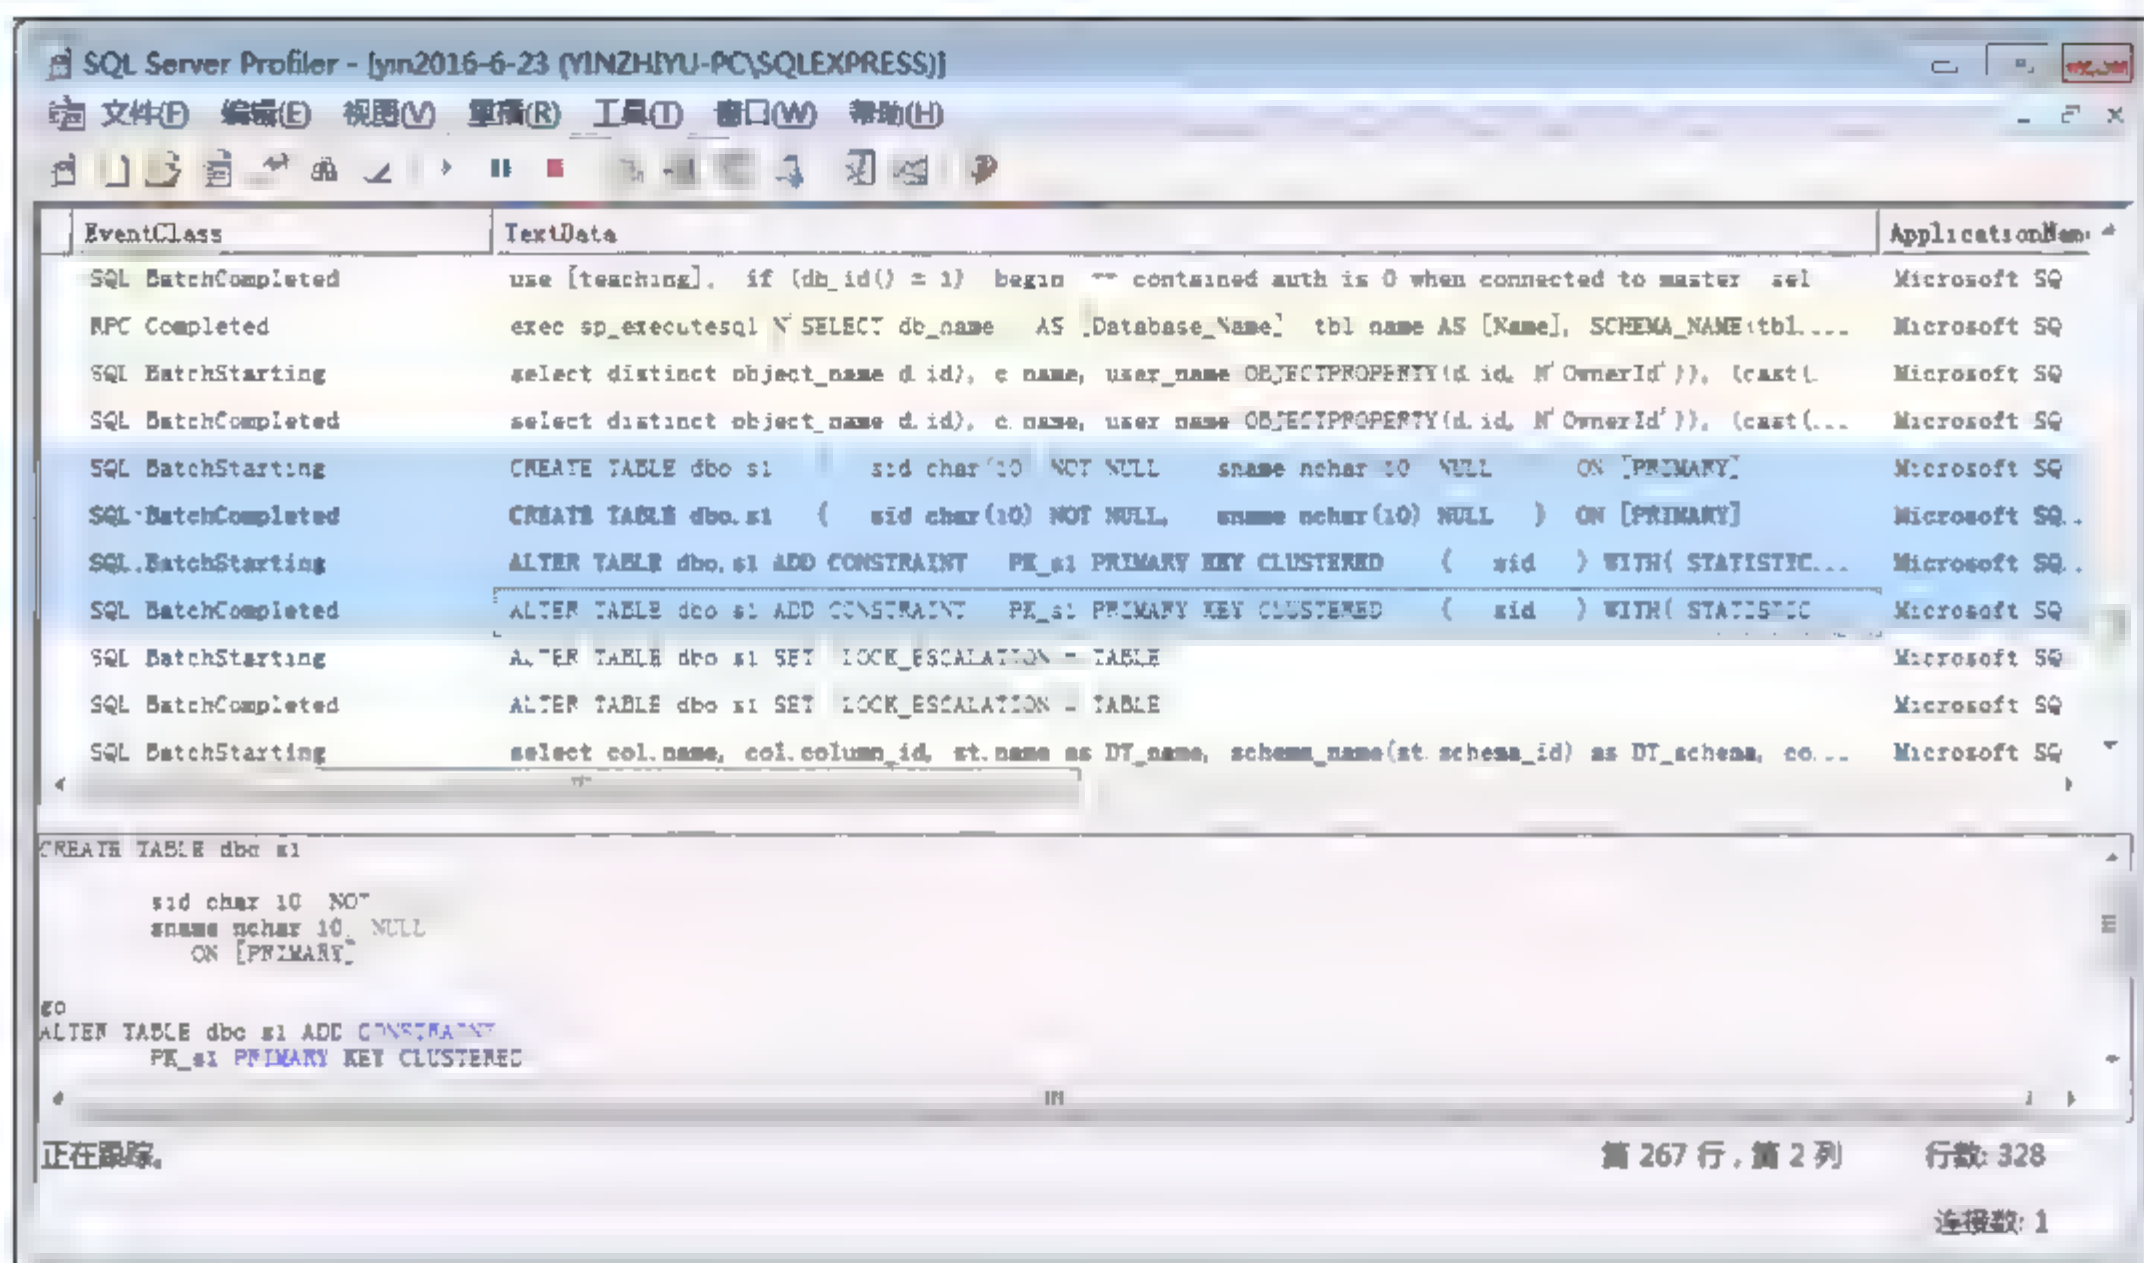 SQL Server Profiler - [yin2016-6-23 (YINZHIYU-PC\SQLEXPRESS)]
文件(F) 编辑(E) 视图(V) 重播(R) 工具(T) 窗口(W) 帮助(H)
EventClass TextData ApplicationNam
SQL BatchCompleted use [teaching]. if (db_id() = 1) begin -- contained auth is 0 when connected to master sel Microsoft SQ
RPC Completed exec sp_executesql N'SELECT db_name AS [Database_Name] tbl name AS [Name], SCHEMA_NAME(tbl.... Microsoft SQ
SQL BatchStarting select distinct object_name d id), c name, user_name OBJECTPROPERTY(d id, N'OwnerId')), (cast(. Microsoft SQ
SQL BatchCompleted select distinct object_name d.id), c.name, user name OBJECTPROPERTY(d.id, N'OwnerId')), (cast(... Microsoft SQ
SQL BatchStarting CREATE TABLE dbo s1 sid char(10 NOT NULL sname nchar 10 NULL ON [PRIMARY] Microsoft SQ
SQL BatchCompleted CREATE TABLE dbo.s1 ( sid char(10) NOT NULL, sname nchar(10) NULL ) ON [PRIMARY] Microsoft SQ..
SQL.BatchStarting ALTER TABLE dbo.s1 ADD CONSTRAINT PK_s1 PRIMARY KEY CLUSTERED ( sid ) WITH( STATISTIC... Microsoft SQ..
SQL BatchCompleted ALTER TABLE dbo s1 ADD CONSTRAINT PK_s1 PRIMARY KEY CLUSTERED ( sid ) WITH( STATISTIC Microsoft SQ
SQL BatchStarting ALTER TABLE dbo s1 SET LOCK_ESCALATION = TABLE Microsoft SQ
SQL BatchCompleted ALTER TABLE dbo s1 SET LOCK_ESCALATION = TABLE Microsoft SQ
SQL BatchStarting select col.name, col.column_id, st.name as DT_name, schema_name(st.schema_id) as DT_schema, co... Microsoft SQ
CREATE TABLE dbo s1
sid char 10 NOT
sname nchar 10 NULL
ON [PRIMARY]
go
ALTER TABLE dbo s1 ADD CONSTRAINT
PK_s1 PRIMARY KEY CLUSTERED
正在跟踪。 第 267 行, 第 2 列 行数: 328
连接数: 1